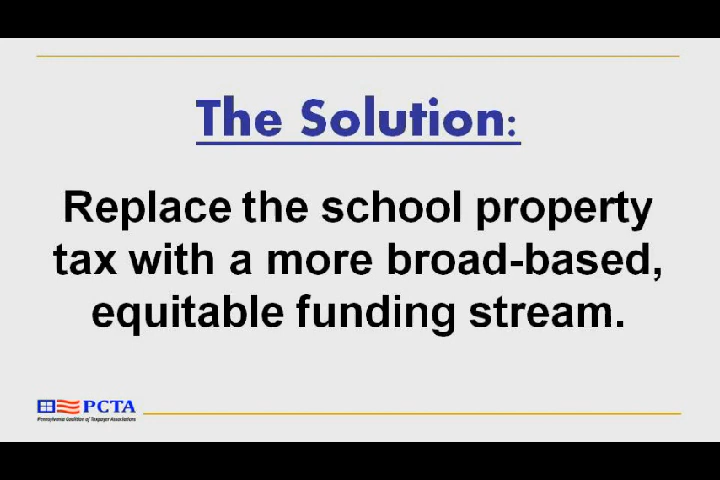 The Solution:
Replace the school property
tax with a more broad-based,
equitable funding stream.
PCTA
Pennsylvania Coalition of Taxpayer Associations